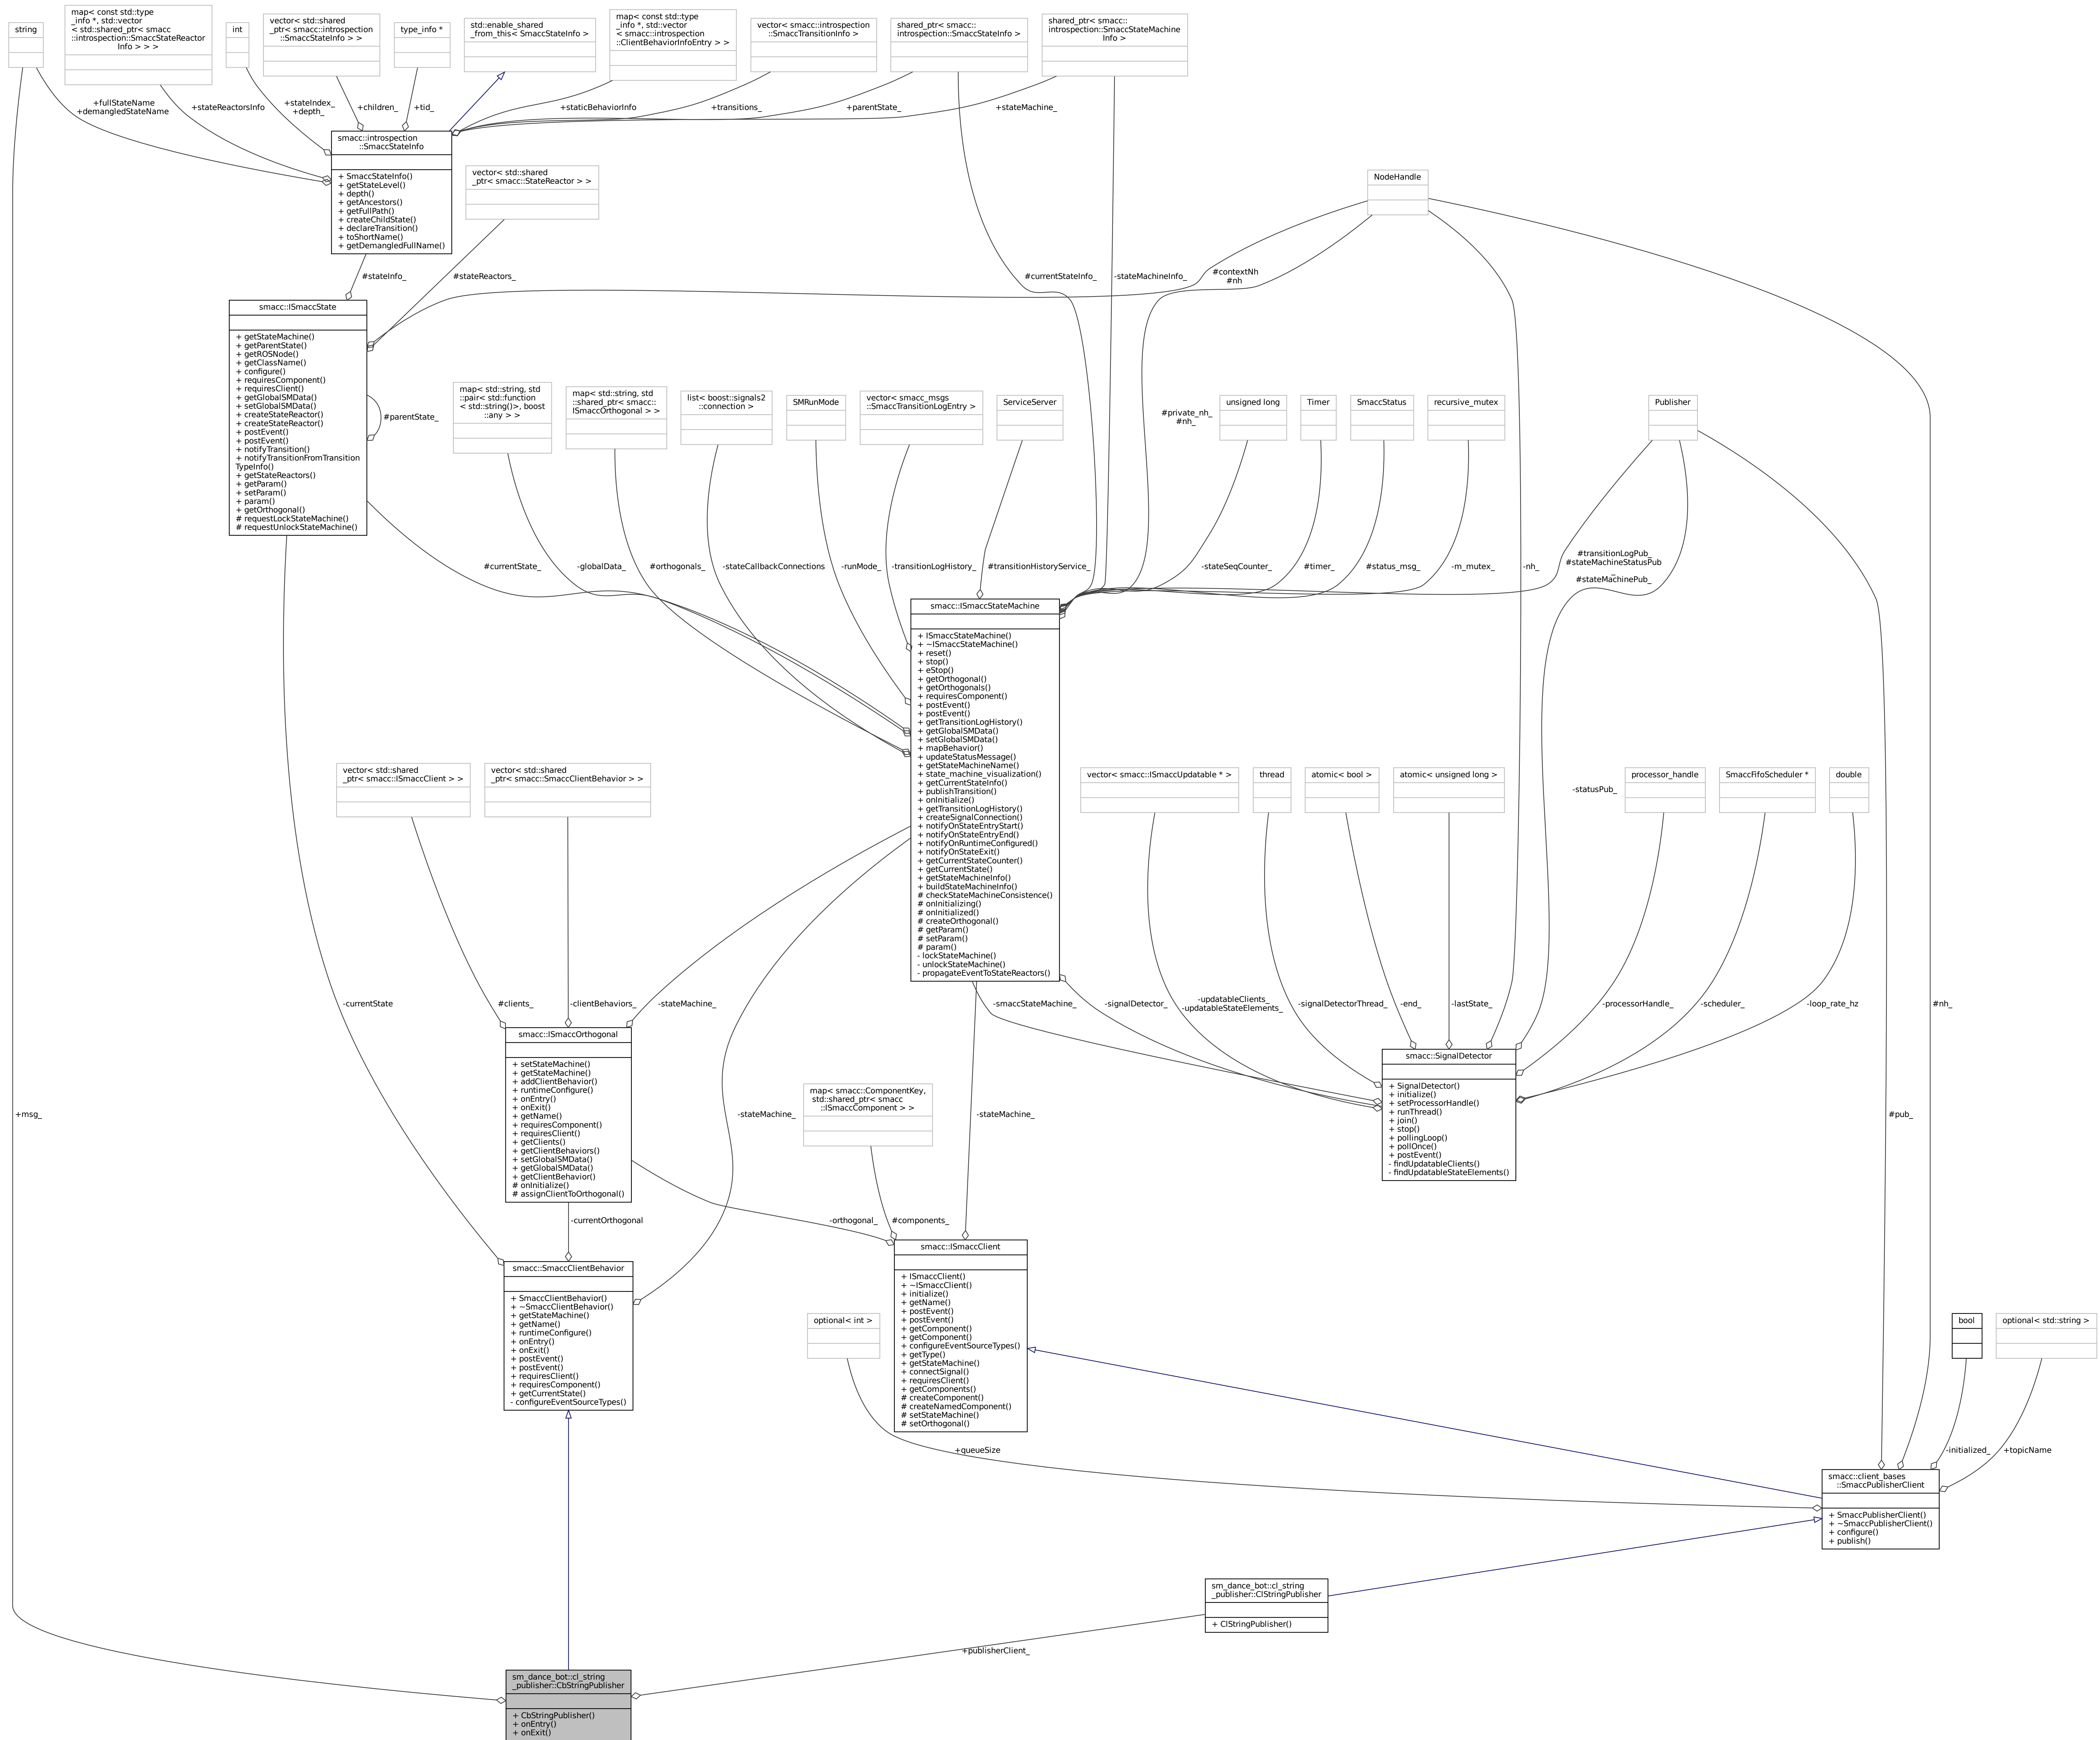 string
map< const std::type
_info *, std::vector
< std::shared_ptr< smacc
::introspection::SmaccStateReactor
Info > > >
int
vector< std::shared
_ptr< smacc::introspection
::SmaccStateInfo > >
type_info *
std::enable_shared
_from_this< SmaccStateInfo >
map< const std::type
_info *, std::vector
< smacc::introspection
::ClientBehaviorInfoEntry > >
vector< smacc::introspection
::SmaccTransitionInfo >
shared_ptr< smacc::
introspection::SmaccStateInfo >
shared_ptr< smacc::
introspection::SmaccStateMachine
Info >
+fullStateName
+demangledStateName
+stateReactorsInfo
+stateIndex_
+depth_
+children_
+tid_
+staticBehaviorInfo
+transitions_
+parentState_
+stateMachine_
smacc::introspection
::SmaccStateInfo
+ SmaccStateInfo()
+ getStateLevel()
+ depth()
+ getAncestors()
+ getFullPath()
+ createChildState()
+ declareTransition()
+ toShortName()
+ getDemangledFullName()
vector< std::shared
_ptr< smacc::StateReactor > >
NodeHandle
#stateInfo_
#stateReactors_
#currentStateInfo_
-stateMachineInfo_
#contextNh
#nh
smacc::ISmaccState
+ getStateMachine()
+ getParentState()
+ getROSNode()
+ getClassName()
+ configure()
+ requiresComponent()
+ requiresClient()
+ getGlobalSMData()
+ setGlobalSMData()
+ createStateReactor()
+ createStateReactor()
+ postEvent()
+ postEvent()
+ notifyTransition()
+ notifyTransitionFromTransition
TypeInfo()
+ getStateReactors()
+ getParam()
+ setParam()
+ param()
+ getOrthogonal()
# requestLockStateMachine()
# requestUnlockStateMachine()
#parentState_
map< std::string, std
::pair< std::function
< std::string()>, boost
::any > >
map< std::string, std
::shared_ptr< smacc::
ISmaccOrthogonal > >
list< boost::signals2
::connection >
SMRunMode
vector< smacc_msgs
::SmaccTransitionLogEntry >
ServiceServer
#private_nh_
#nh_
unsigned long
Timer
SmaccStatus
recursive_mutex
Publisher
#currentState_
-globalData_
#orthogonals_
-stateCallbackConnections
-runMode_
-transitionLogHistory_
#transitionHistoryService_
-stateSeqCounter_
#timer_
#status_msg_
-m_mutex_
-nh_
#transitionLogPub_
#stateMachineStatusPub
_
#stateMachinePub_
smacc::ISmaccStateMachine
+ ISmaccStateMachine()
+ ~ISmaccStateMachine()
+ reset()
+ stop()
+ eStop()
+ getOrthogonal()
+ getOrthogonals()
+ requiresComponent()
+ postEvent()
+ postEvent()
+ getTransitionLogHistory()
+ getGlobalSMData()
+ setGlobalSMData()
+ mapBehavior()
+ updateStatusMessage()
+ getStateMachineName()
+ state_machine_visualization()
+ getCurrentStateInfo()
+ publishTransition()
+ onInitialize()
+ getTransitionLogHistory()
+ createSignalConnection()
+ notifyOnStateEntryStart()
+ notifyOnStateEntryEnd()
+ notifyOnRuntimeConfigured()
+ notifyOnStateExit()
+ getCurrentStateCounter()
+ getCurrentState()
+ getStateMachineInfo()
+ buildStateMachineInfo()
# checkStateMachineConsistence()
# onInitializing()
# onInitialized()
# createOrthogonal()
# getParam()
# setParam()
# param()
- lockStateMachine()
- unlockStateMachine()
- propagateEventToStateReactors()
vector< std::shared
_ptr< smacc::ISmaccClient > >
vector< std::shared
_ptr< smacc::SmaccClientBehavior > >
vector< smacc::ISmaccUpdatable * >
thread
atomic< bool >
atomic< unsigned long >
-statusPub_
processor_handle
SmaccFifoScheduler *
double
-currentState
#clients_
-clientBehaviors_
-stateMachine_
-smaccStateMachine_
-signalDetector_
-updatableClients_
-updatableStateElements_
-signalDetectorThread_
-end_
-lastState_
-processorHandle_
-scheduler_
-loop_rate_hz
#nh_
smacc::ISmaccOrthogonal
+ setStateMachine()
+ getStateMachine()
+ addClientBehavior()
+ runtimeConfigure()
+ onEntry()
+ onExit()
+ getName()
+ requiresComponent()
+ requiresClient()
+ getClients()
+ getClientBehaviors()
+ setGlobalSMData()
+ getGlobalSMData()
+ getClientBehavior()
# onInitialize()
# assignClientToOrthogonal()
smacc::SignalDetector
+ SignalDetector()
+ initialize()
+ setProcessorHandle()
+ runThread()
+ join()
+ stop()
+ pollingLoop()
+ pollOnce()
+ postEvent()
- findUpdatableClients()
- findUpdatableStateElements()
map< smacc::ComponentKey,
std::shared_ptr< smacc
::ISmaccComponent > >
+msg_
-stateMachine_
-stateMachine_
#pub_
-currentOrthogonal
-orthogonal_
#components_
smacc::SmaccClientBehavior
+ SmaccClientBehavior()
+ ~SmaccClientBehavior()
+ getStateMachine()
+ getName()
+ runtimeConfigure()
+ onEntry()
+ onExit()
+ postEvent()
+ postEvent()
+ requiresClient()
+ requiresComponent()
+ getCurrentState()
- configureEventSourceTypes()
smacc::ISmaccClient
+ ISmaccClient()
+ ~ISmaccClient()
+ initialize()
+ getName()
+ postEvent()
+ postEvent()
+ getComponent()
+ getComponent()
+ configureEventSourceTypes()
+ getType()
+ getStateMachine()
+ connectSignal()
+ requiresClient()
+ getComponents()
# createComponent()
# createNamedComponent()
# setStateMachine()
# setOrthogonal()
optional< int >
bool
optional< std::string >
+queueSize
-initialized_
+topicName
smacc::client_bases
::SmaccPublisherClient
+ SmaccPublisherClient()
+ ~SmaccPublisherClient()
+ configure()
+ publish()
sm_dance_bot::cl_string
_publisher::ClStringPublisher
+ ClStringPublisher()
+publisherClient_
sm_dance_bot::cl_string
_publisher::CbStringPublisher
+ CbStringPublisher()
+ onEntry()
+ onExit()